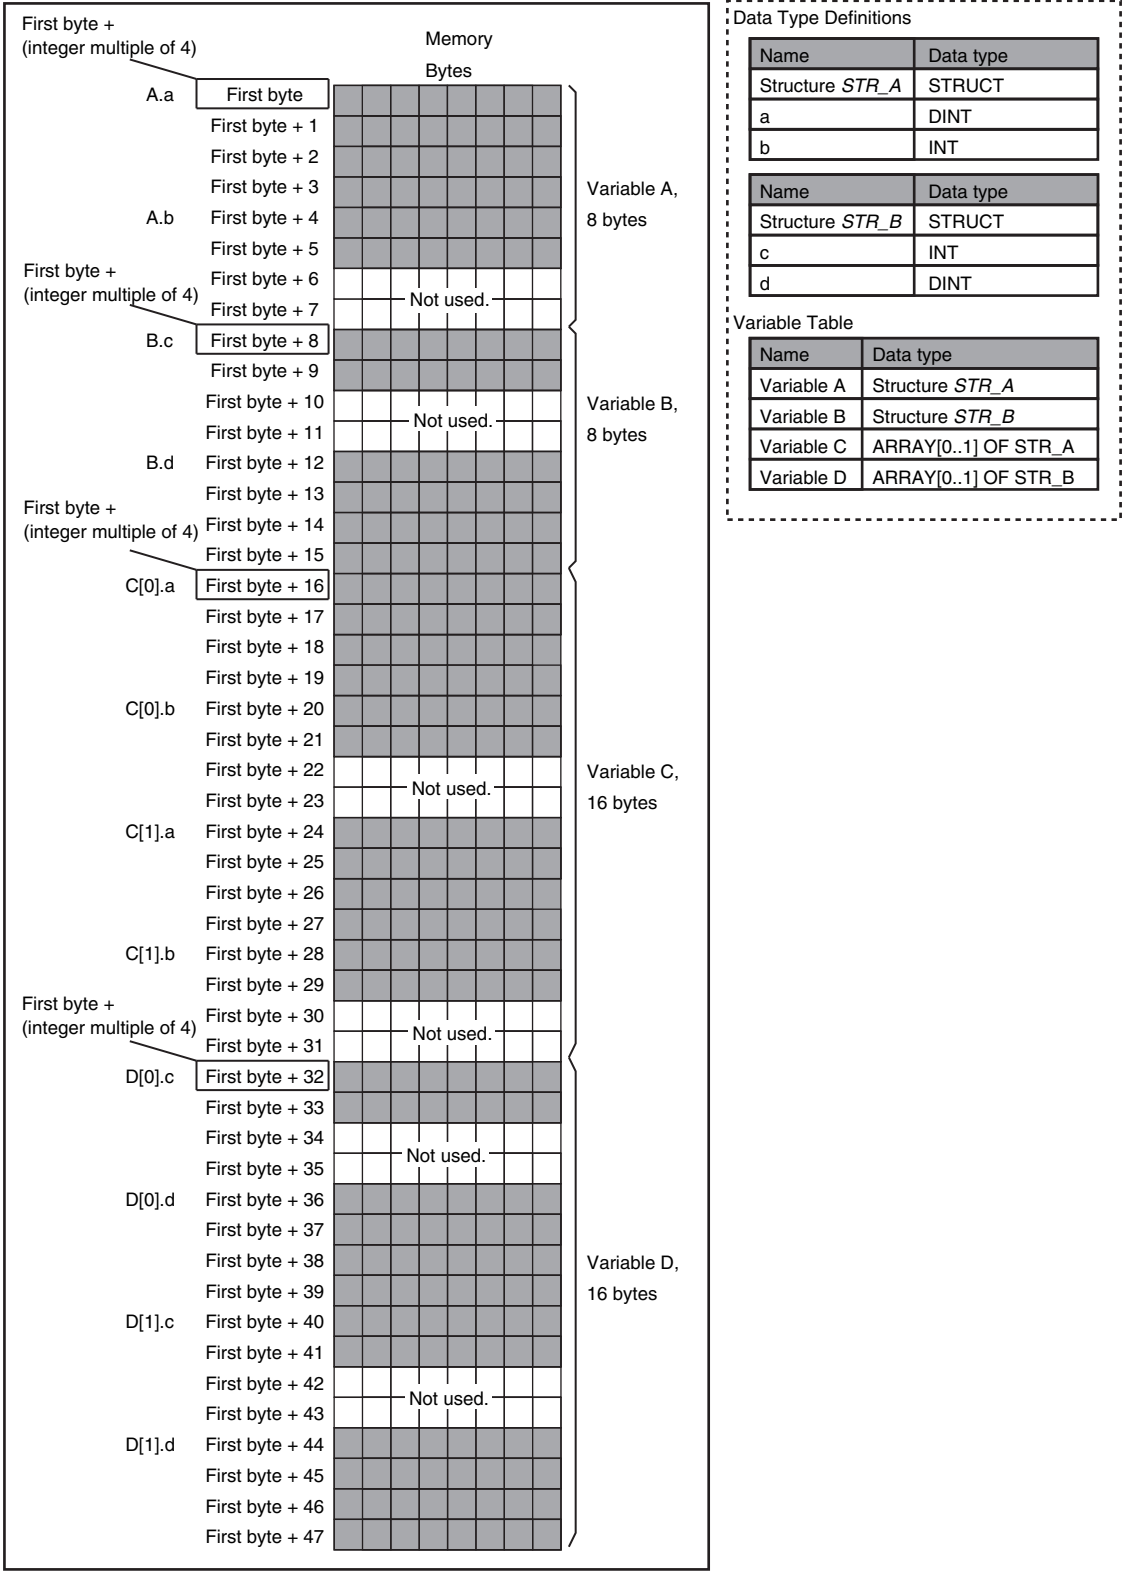 First byte +
(integer multiple of 4)
Memory
Bytes
A.a First byte
First byte + 1
First byte + 2
First byte + 3
Variable A,
A.b First byte + 4
8 bytes
First byte + 5
First byte +
(integer multiple of 4)
First byte + 6
Not used.
First byte + 7
B.c First byte + 8
First byte + 9
First byte + 10
Variable B,
Not used.
First byte + 11
8 bytes
B.d First byte + 12
First byte + 13
First byte +
(integer multiple of 4)
First byte + 14
First byte + 15
C[0].a First byte + 16
First byte + 17
First byte + 18
First byte + 19
C[0].b First byte + 20
First byte + 21
First byte + 22
Variable C,
Not used.
First byte + 23
16 bytes
C[1].a First byte + 24
First byte + 25
First byte + 26
First byte + 27
C[1].b First byte + 28
First byte + 29
First byte +
(integer multiple of 4)
First byte + 30
Not used.
First byte + 31
D[0].c First byte + 32
First byte + 33
First byte + 34
Not used.
First byte + 35
D[0].d First byte + 36
First byte + 37
First byte + 38
Variable D,
First byte + 39
16 bytes
D[1].c First byte + 40
First byte + 41
First byte + 42
Not used.
First byte + 43
D[1].d First byte + 44
First byte + 45
First byte + 46
First byte + 47
Data Type Definitions
Name Data type
Structure STR_A STRUCT
a DINT
b INT
Name Data type
Structure STR_B STRUCT
c INT
d DINT
Variable Table
Name Data type
Variable A Structure STR_A
Variable B Structure STR_B
Variable C ARRAY[0..1] OF STR_A
Variable D ARRAY[0..1] OF STR_B